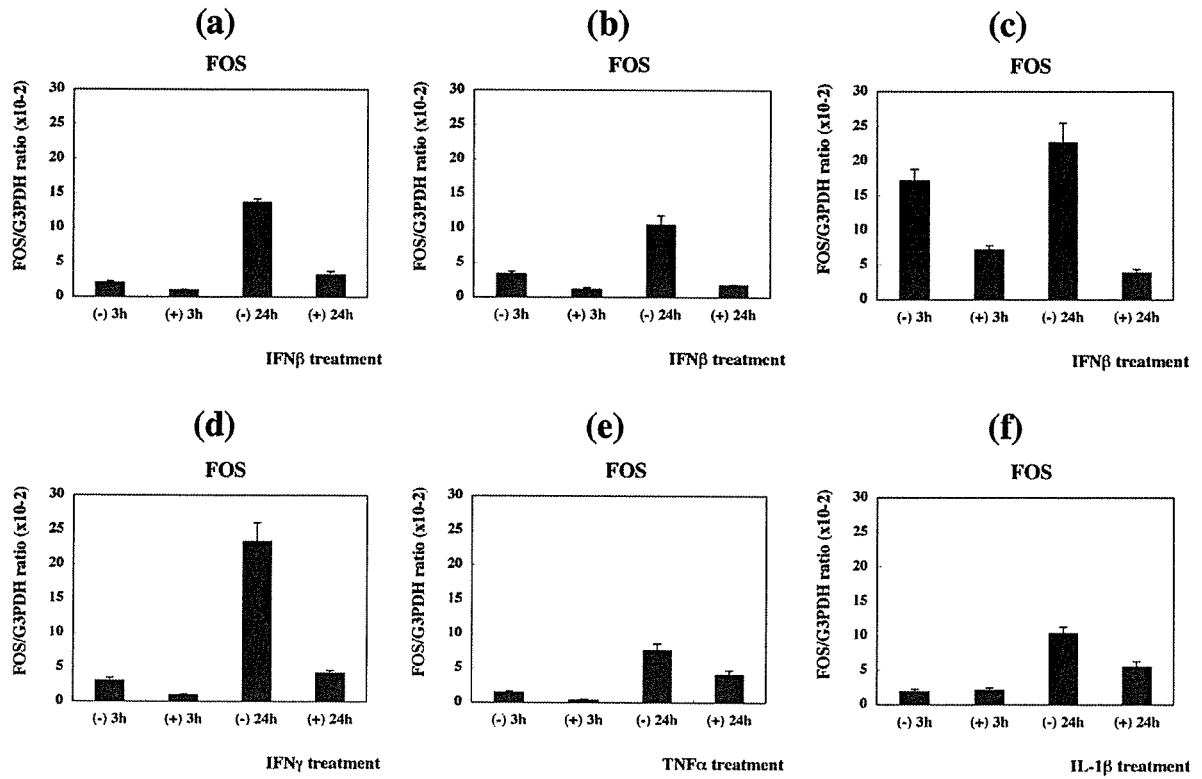 (a)
FOS
FOS/G3PDH ratio (x10-2)
30
25
20
15
10
5
0
(-) 3h (+) 3h (-) 24h (+) 24h
IFNβ treatment
(b)
FOS
FOS/G3PDH ratio (x10-2)
30
25
20
15
10
5
0
(-) 3h (+) 3h (-) 24h (+) 24h
IFNβ treatment
(c)
FOS
FOS/G3PDH ratio (x10-2)
30
25
20
15
10
5
0
(-) 3h (+) 3h (-) 24h (+) 24h
IFNβ treatment
(d)
FOS
FOS/G3PDH ratio (x10-2)
30
25
20
15
10
5
0
(-) 3h (+) 3h (-) 24h (+) 24h
IFNγ treatment
(e)
FOS
FOS/G3PDH ratio (x10-2)
30
25
20
15
10
5
0
(-) 3h (+) 3h (-) 24h (+) 24h
TNFα treatment
(f)
FOS
FOS/G3PDH ratio (x10-2)
30
25
20
15
10
5
0
(-) 3h (+) 3h (-) 24h (+) 24h
IL-1β treatment